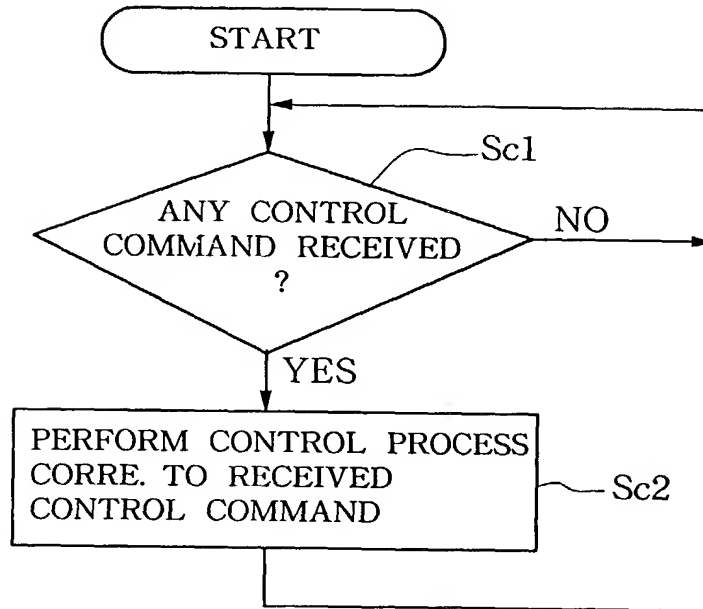 START
Sc1
ANY CONTROL
COMMAND RECEIVED
?
NO
YES
PERFORM CONTROL PROCESS
CORRE. TO RECEIVED
CONTROL COMMAND
Sc2